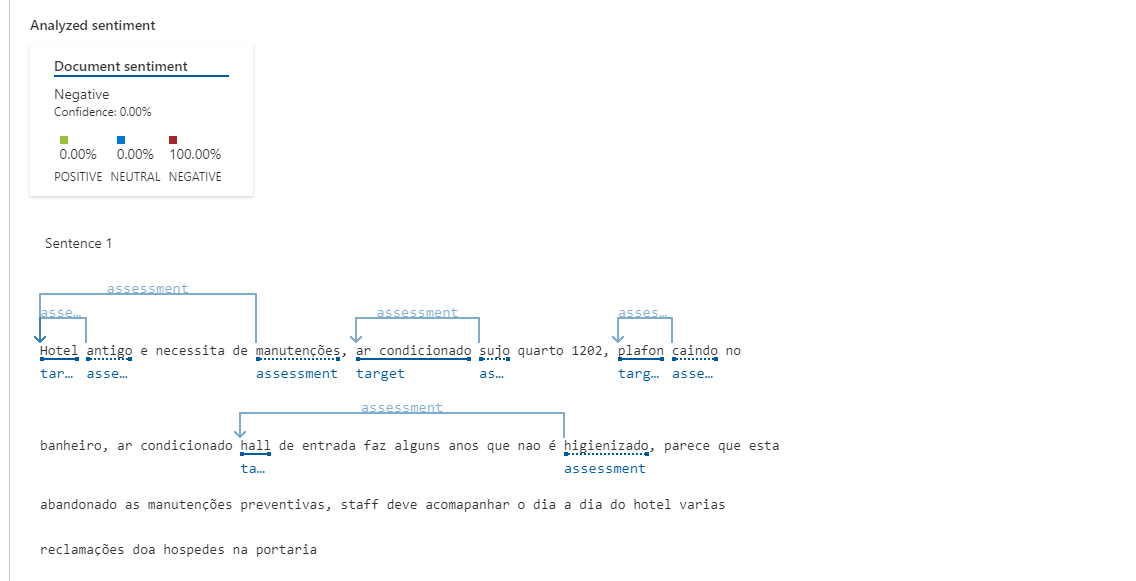 Analyzed sentiment
Document sentiment
Negative
Confidence: 0.00%
0.00% 0.00% 100.00%
POSITIVE NEUTRAL NEGATIVE
Sentence 1
assessment
asse… assessment asses…
Hotel antigo e necessita de manutenções, ar condicionado sujo quarto 1202, plafon caindo no
tar… asse… assessment target as… targ… asse…
assessment
banheiro, ar condicionado hall de entrada faz alguns anos que nao é higienizado, parece que esta
ta… assessment
abandonado as manutenções preventivas, staff deve acomapanhar o dia a dia do hotel varias
reclamações doa hospedes na portaria